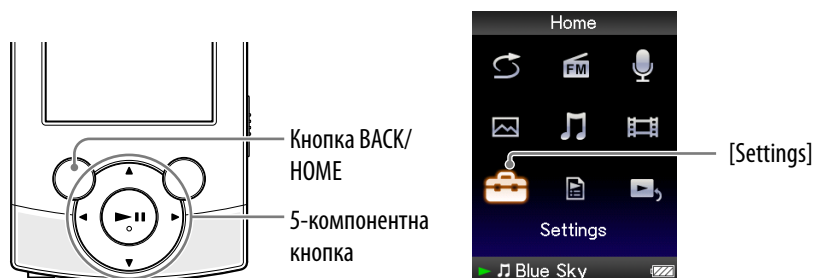 Кнопка BACK/
HOME
5-компонентна
кнопка
Home
FM
Settings
Blue Sky
[Settings]